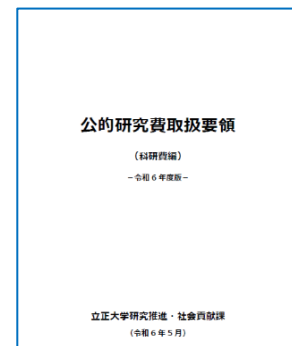 公的研究費取扱要領
（科研費編）
－令和６年度版－
立正大学研究推進・社会貢献課
（令和６年５月）